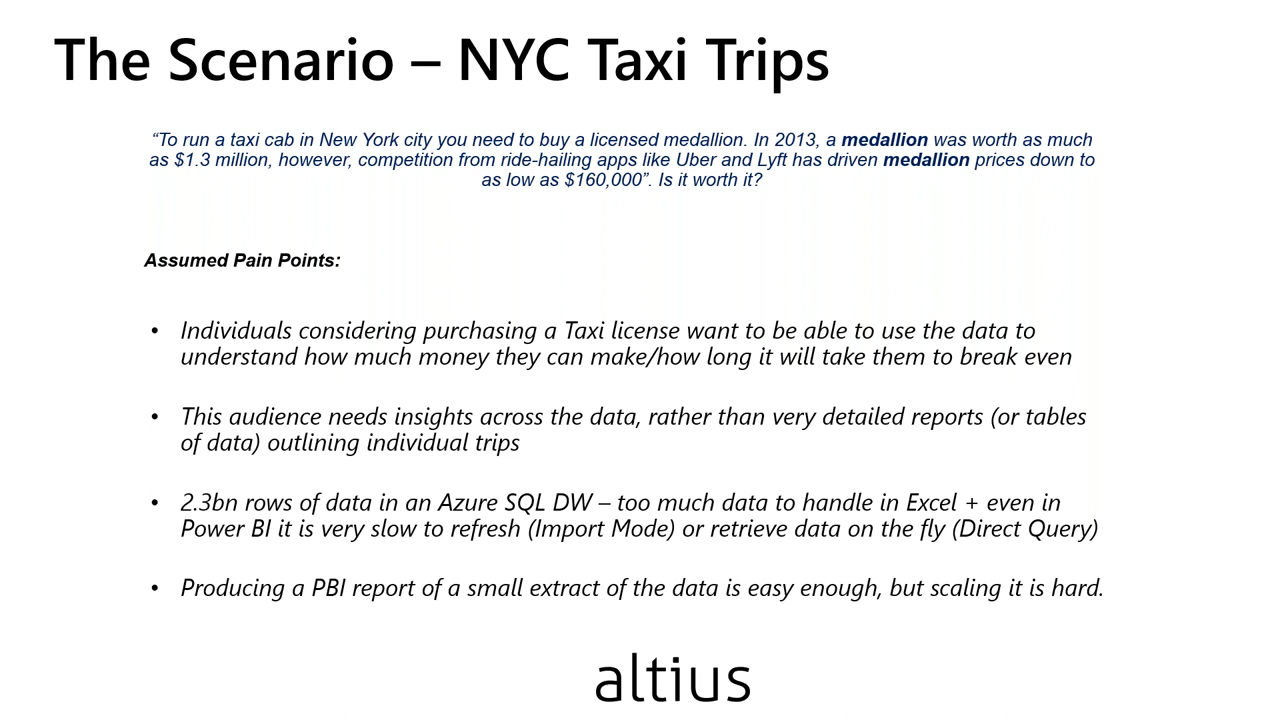 The Scenario – NYC Taxi Trips
“To run a taxi cab in New York city you need to buy a licensed medallion. In 2013, a medallion was worth as much
as $1.3 million, however, competition from ride-hailing apps like Uber and Lyft has driven medallion prices down to
as low as $160,000”. Is it worth it?
Assumed Pain Points:
• Individuals considering purchasing a Taxi license want to be able to use the data to
understand how much money they can make/how long it will take them to break even
• This audience needs insights across the data, rather than very detailed reports (or tables
of data) outlining individual trips
• 2.3bn rows of data in an Azure SQL DW – too much data to handle in Excel + even in
Power BI it is very slow to refresh (Import Mode) or retrieve data on the fly (Direct Query)
• Producing a PBI report of a small extract of the data is easy enough, but scaling it is hard.
altius